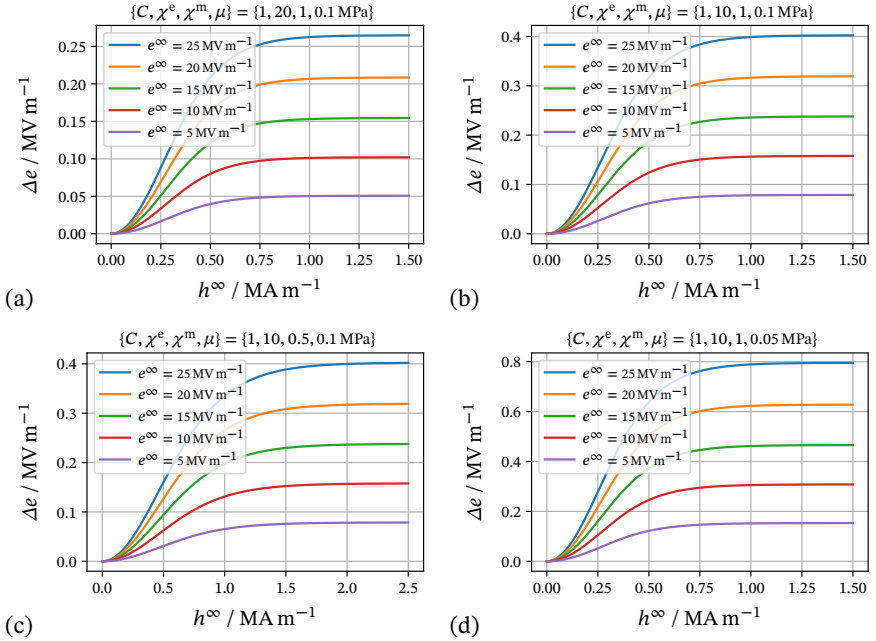 {C, χᵉ, χᵐ, μ} = {1, 20, 1, 0.1 MPa}
0.25
0.20
0.15
0.10
0.05
0.00
Δe / MV m⁻¹
e∞ = 25 MV m⁻¹
e∞ = 20 MV m⁻¹
e∞ = 15 MV m⁻¹
e∞ = 10 MV m⁻¹
e∞ = 5 MV m⁻¹
0.00 0.25 0.50 0.75 1.00 1.25 1.50
h∞ / MA m⁻¹
(a)
{C, χᵉ, χᵐ, μ} = {1, 10, 1, 0.1 MPa}
0.4
0.3
0.2
0.1
0.0
Δe / MV m⁻¹
e∞ = 25 MV m⁻¹
e∞ = 20 MV m⁻¹
e∞ = 15 MV m⁻¹
e∞ = 10 MV m⁻¹
e∞ = 5 MV m⁻¹
0.00 0.25 0.50 0.75 1.00 1.25 1.50
h∞ / MA m⁻¹
(b)
{C, χᵉ, χᵐ, μ} = {1, 10, 0.5, 0.1 MPa}
0.4
0.3
0.2
0.1
0.0
Δe / MV m⁻¹
e∞ = 25 MV m⁻¹
e∞ = 20 MV m⁻¹
e∞ = 15 MV m⁻¹
e∞ = 10 MV m⁻¹
e∞ = 5 MV m⁻¹
0.0 0.5 1.0 1.5 2.0 2.5
h∞ / MA m⁻¹
(c)
{C, χᵉ, χᵐ, μ} = {1, 10, 1, 0.05 MPa}
0.8
0.6
0.4
0.2
0.0
Δe / MV m⁻¹
e∞ = 25 MV m⁻¹
e∞ = 20 MV m⁻¹
e∞ = 15 MV m⁻¹
e∞ = 10 MV m⁻¹
e∞ = 5 MV m⁻¹
0.00 0.25 0.50 0.75 1.00 1.25 1.50
h∞ / MA m⁻¹
(d)